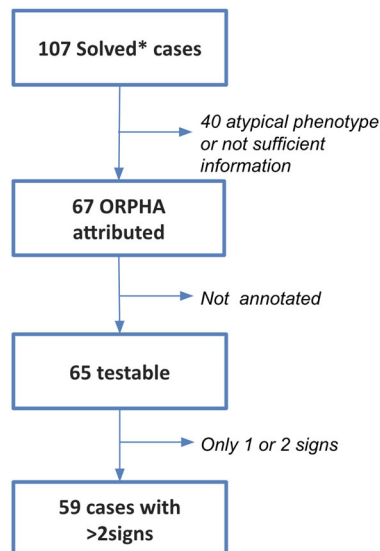 107 Solved* cases
40 atypical phenotype
or not sufficient
information
67 ORPHA
attributed
Not annotated
65 testable
Only 1 or 2 signs
59 cases with
>2signs